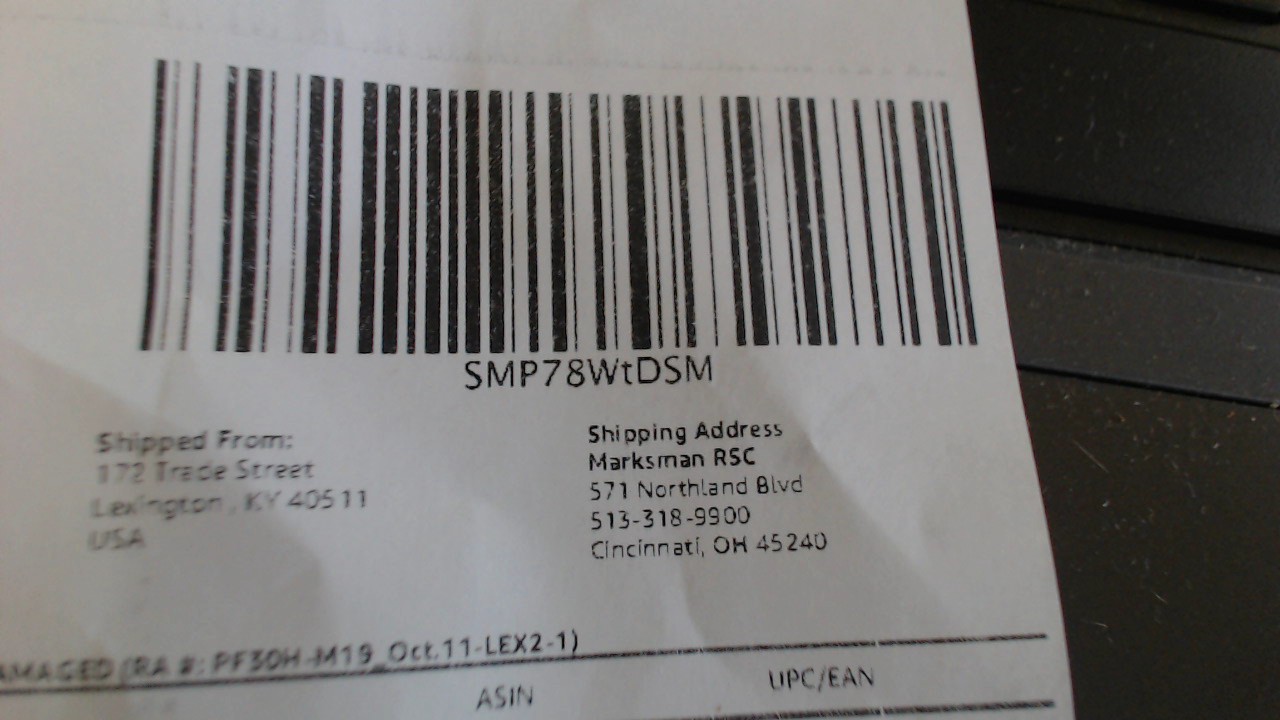 SMP78WtDSM
Shipped From:
172 Trade Street
Lexington , KY 40511
USA
Shipping Address
Marksman RSC
571 Northland Blvd
513-318-9900
Cincinnati, OH 45240
AMAGED (RA #: PF30H-M19_Oct.11-LEX2-1)
ASIN
UPC/EAN